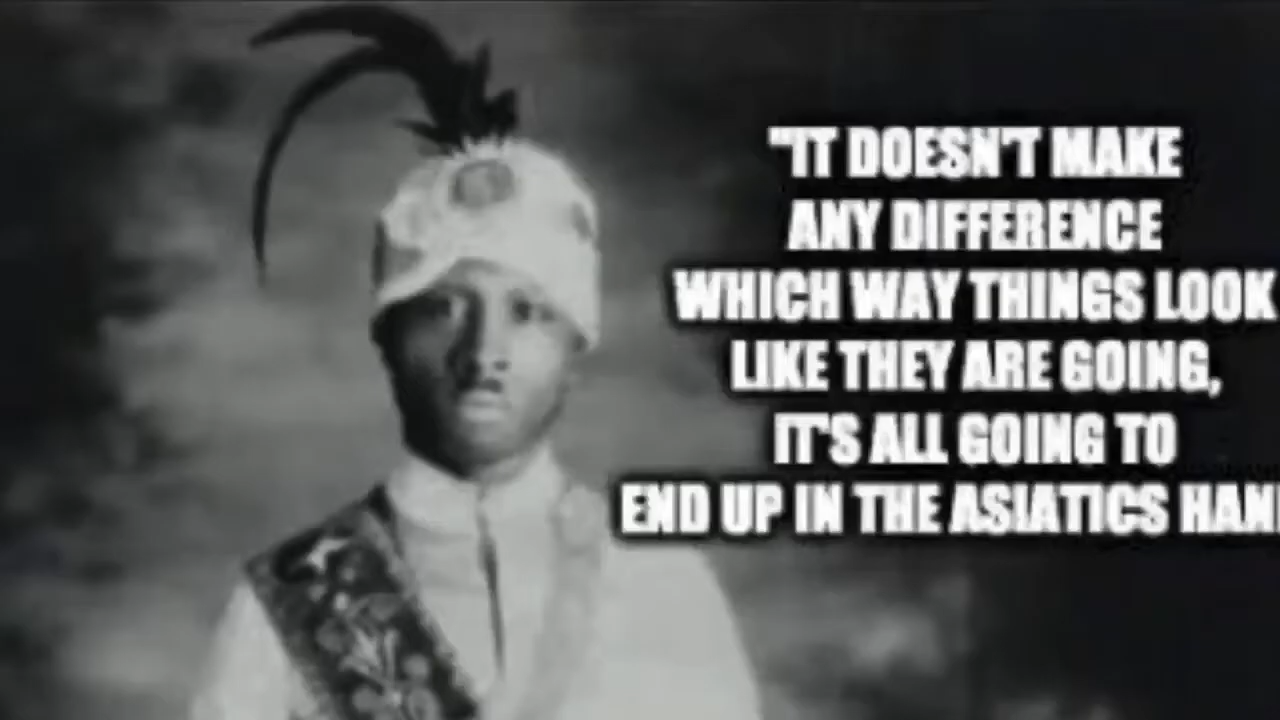 "IT DOESN'T MAKE
ANY DIFFERENCE
WHICH WAY THINGS LOOK
LIKE THEY ARE GOING,
IT'S ALL GOING TO
END UP IN THE ASIATICS